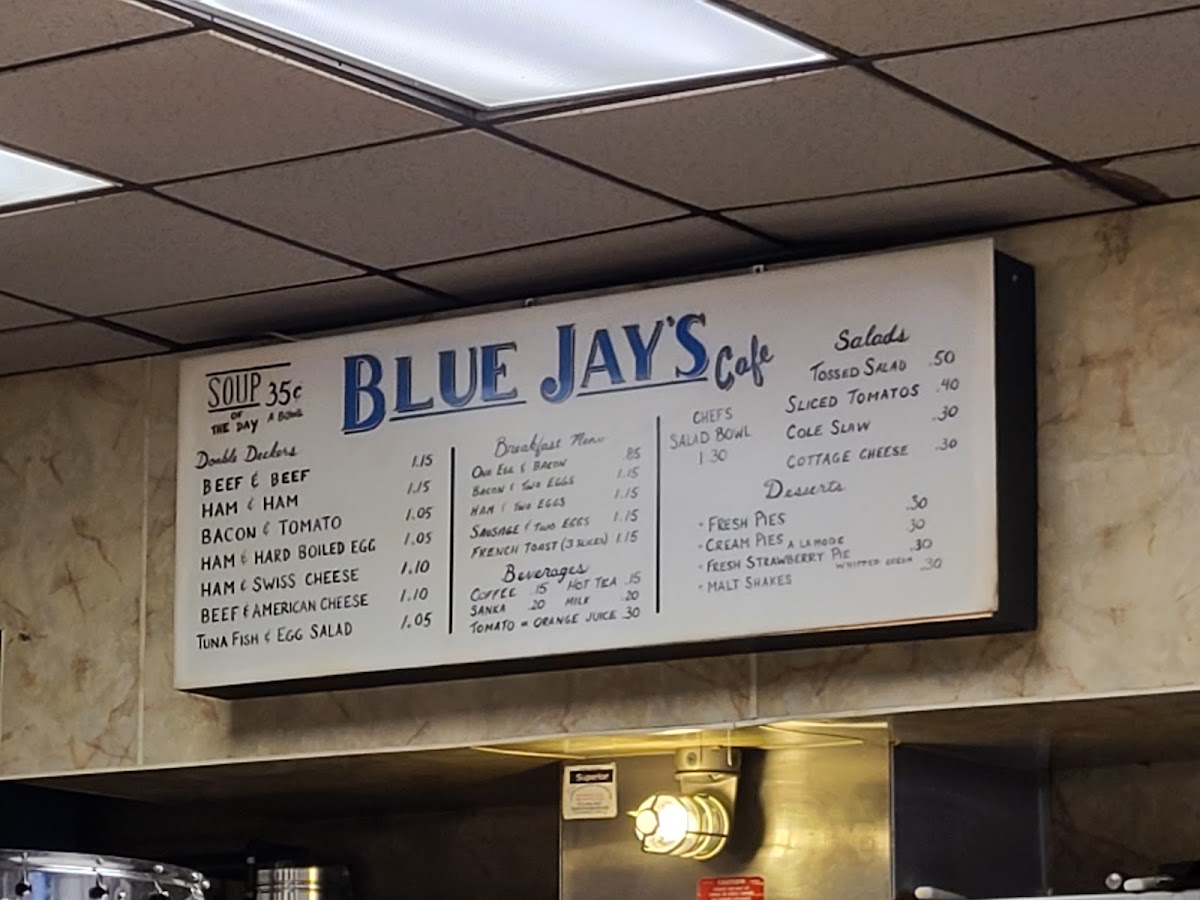 SOUP 35¢
OF
THE DAY A BOWL
BLUE JAY'S Cafe
Double Deckers
BEEF & BEEF 1.15
HAM & HAM 1.15
BACON & TOMATO 1.05
HAM & HARD BOILED EGG 1.05
HAM & SWISS CHEESE 1.10
BEEF & AMERICAN CHEESE 1.10
TUNA FISH & EGG SALAD 1.05
Breakfast Menu
ONE EGG & BACON .85
BACON & TWO EGGS 1.15
HAM & TWO EGGS 1.15
SAUSAGE & TWO EGGS 1.15
FRENCH TOAST (3 SLICES) 1.15
Beverages
COFFEE .15 HOT TEA .15
SANKA .20 MILK .20
TOMATO OR ORANGE JUICE .30
CHEFS
SALAD BOWL
1.30
Salads
TOSSED SALAD .50
SLICED TOMATOS .40
COLE SLAW .30
COTTAGE CHEESE .30
Desserts
- FRESH PIES .30
- CREAM PIES A LA MODE 30
- FRESH STRAWBERRY PIE .30
WHIPPED CREAM
- MALT SHAKES .30
Superior
CAUTION